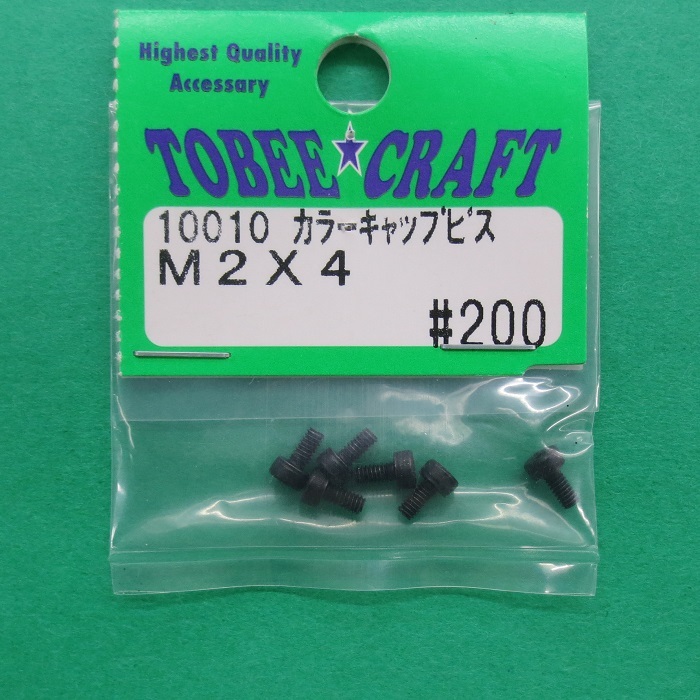 Highest Quality
Accessary
TOBEE★CRAFT
10010 カラーキャップビス
M2X4
#200